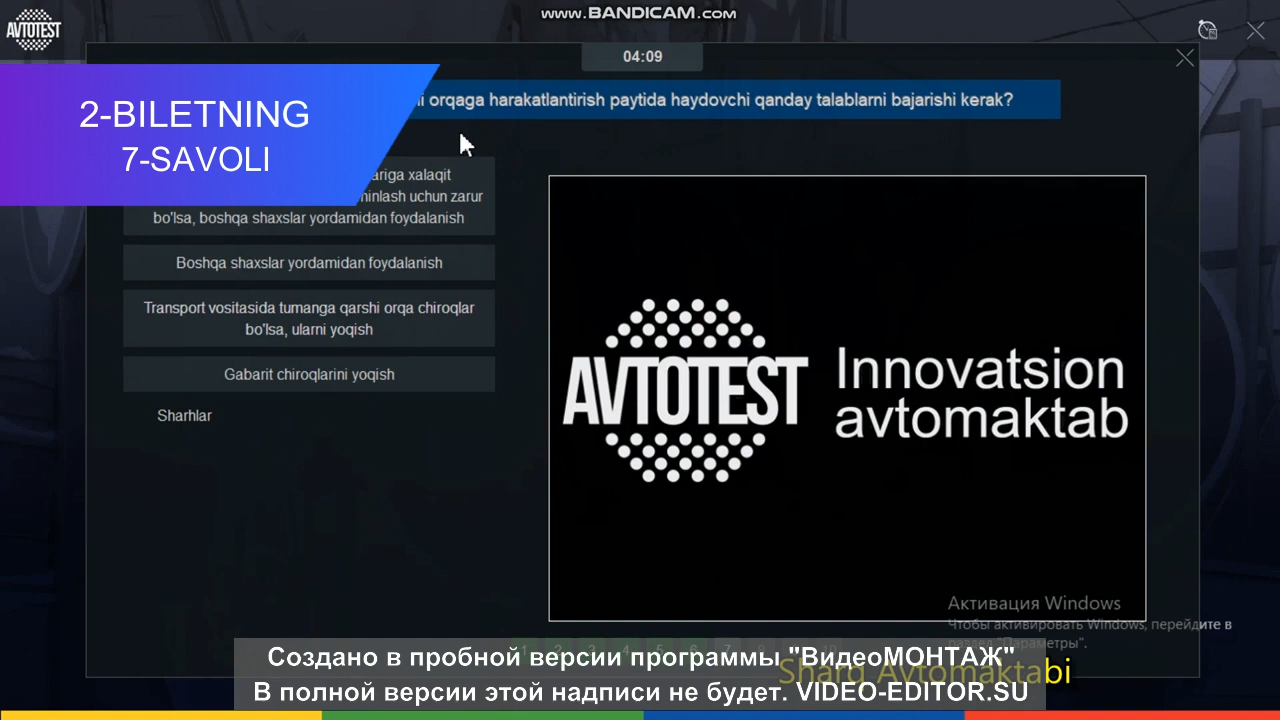 www.BANDICAM.com
AVTOTEST
04:09
2-BILETNING
7-SAVOLI
orqaga harakatlantirish paytida haydovchi qanday talablarni bajarishi kerak?
xalaqit
uchun zarur
bo'lsa, boshqa shaxslar yordamidan foydalanish
Boshqa shaxslar yordamidan foydalanish
Transport vositasida tumanga qarshi orqa chiroqlar
bo'lsa, ularni yoqish
Gabarit chiroqlarini yoqish
Sharhlar
AVTOTEST
Innovatsion
avtomaktab
Активация Windows
Чтобы активировать Windows, перейдите в
раздел "Параметры".
Sharq Avtomaktabi
Создано в пробной версии программы "ВидеоМОНТАЖ"
В полной версии этой надписи не будет. VIDEO-EDITOR.SU